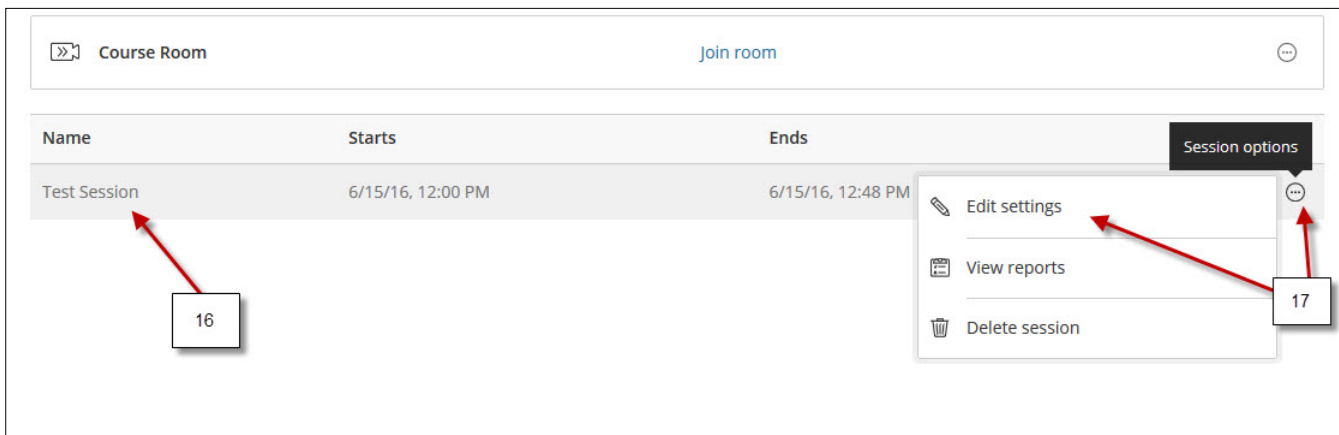 Course Room Join room
Name Starts Ends
Session options
Test Session 6/15/16, 12:00 PM 6/15/16, 12:48 PM
Edit settings
View reports
Delete session
16
17